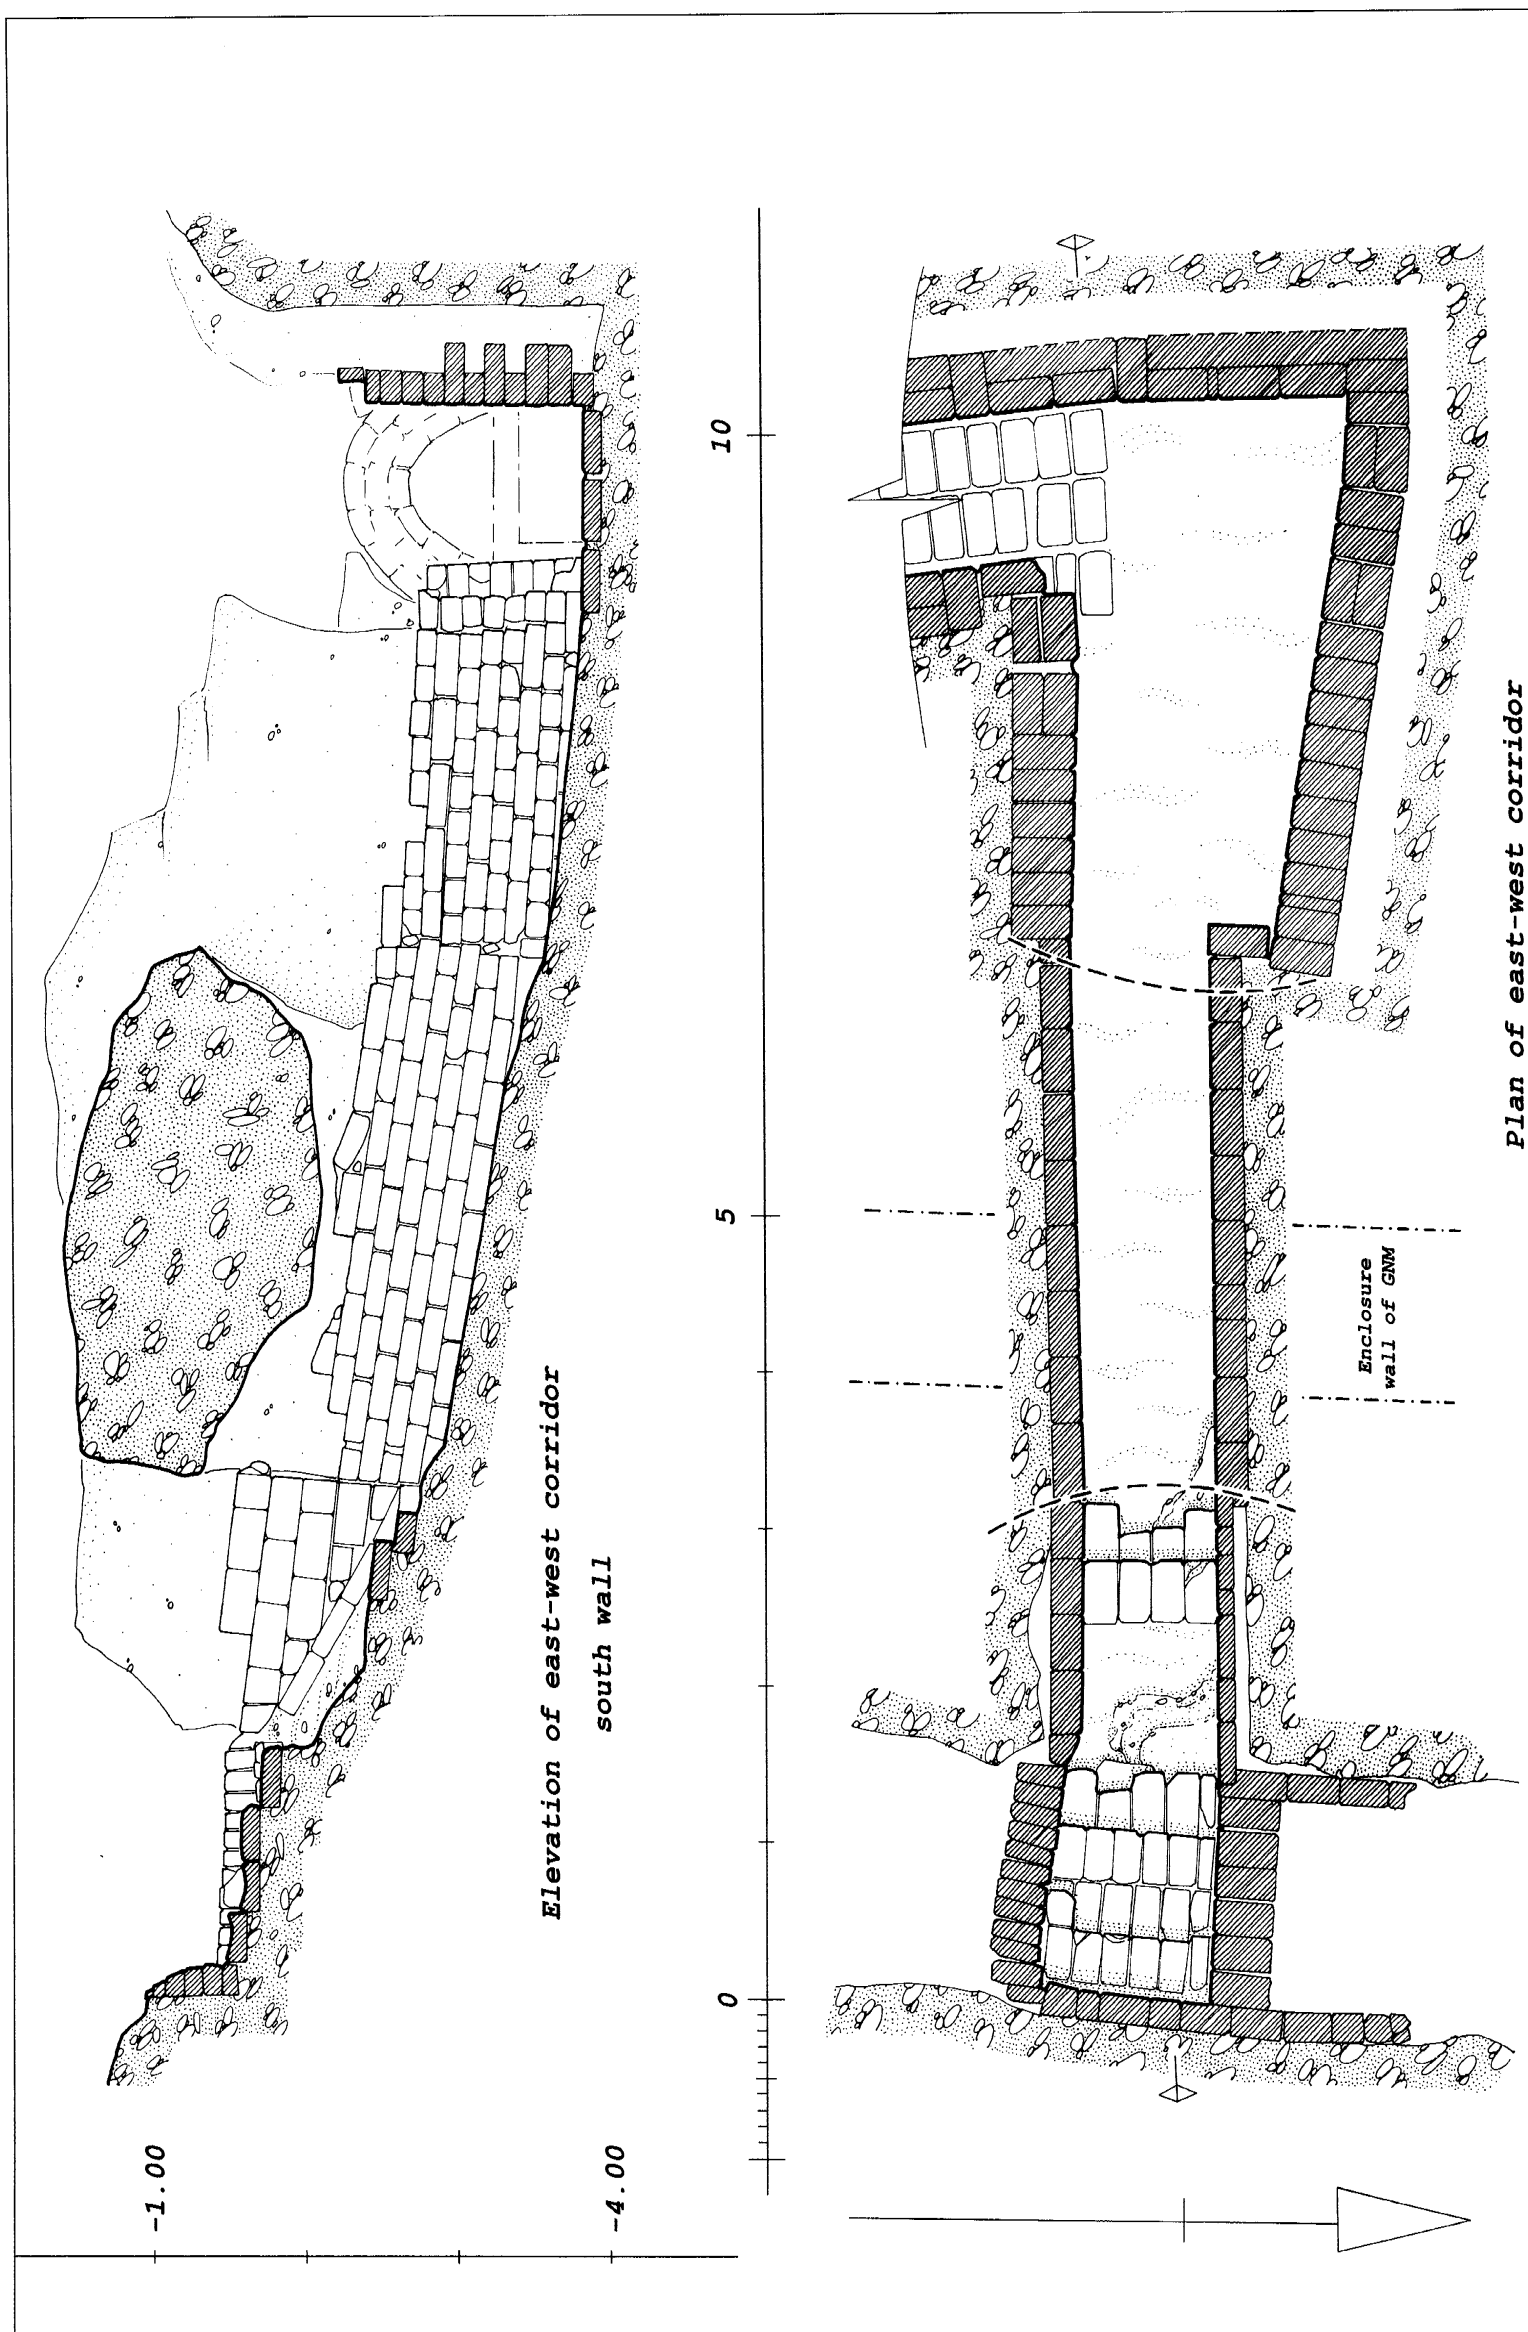 -1.00
-4.00
Elevation of east-west corridor
south wall
0
5
10
Enclosure
wall of GNM
Plan of east-west corridor